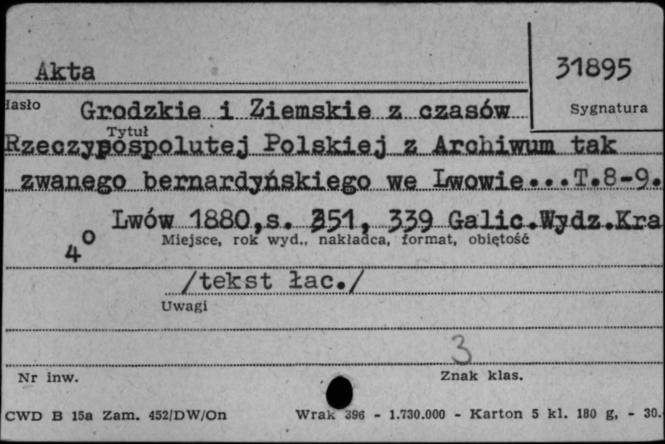 Akta
31895
Hasło Grodzkie i Ziemskie z czasów
Sygnatura
Tytuł
Rzeczypospolutej Polskiej z Archiwum tak
zwanego bernardyńskiego we Lwowie...T.8-9.
Lwów 1880,s. 351, 339 Galic.Wydz.Kra
Miejsce, rok wyd., nakładca, format, objętość
4°
/tekst łac./
Uwagi
3
Nr inw.
Znak klas.
CWD B 15a Zam. 452/DW/On Wrak 396 - 1.730.000 - Karton 5 kl. 180 g, - 30.